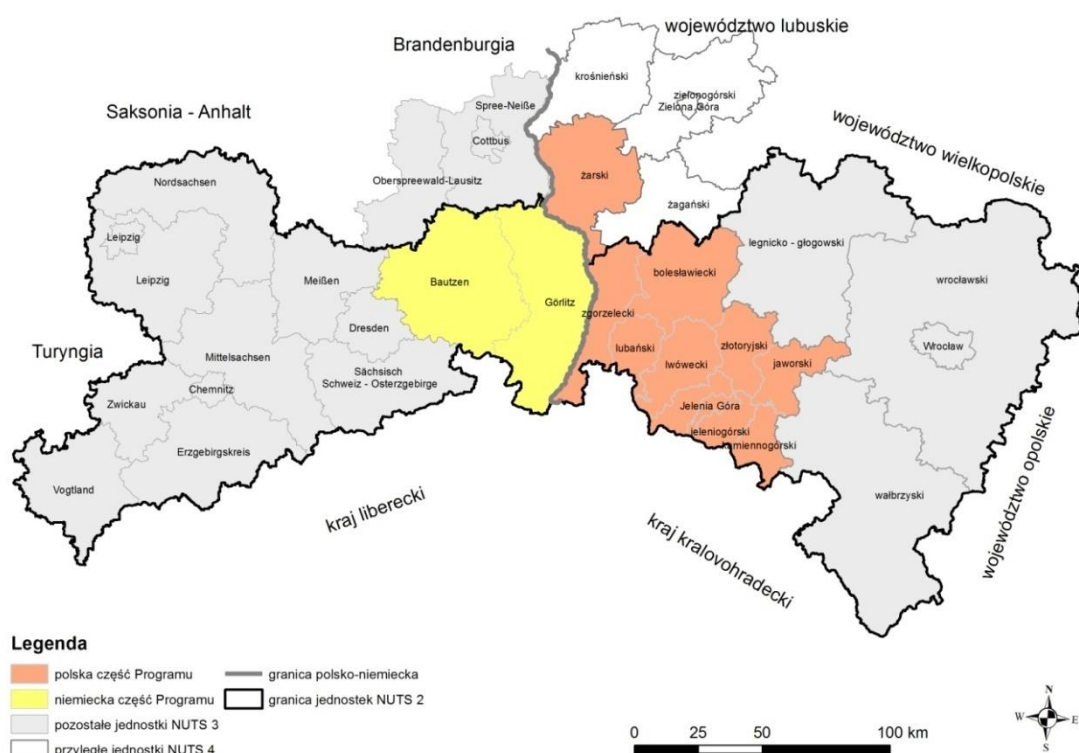 województwo lubuskie
Brandenburgia
krośnieński
zielonogórski
Zielona Góra
Spree-Neiße
Saksonia - Anhalt
Cottbus
województwo wielkopolskie
żarski
Oberspreewald-Lausitz
Nordsachsen
żagański
Leipzig
legnicko - głogowski
Leipzig
Meißen
Bautzen
bolesławiecki
wrocławski
Görlitz
zgorzelecki
Dresden
Turyngia
lubański
złotoryjski
Wrocław
Mittelsachsen
lwówecki
jaworski
Sächsisch
Schweiz - Osterzgebirge
Chemnitz
Zwickau
Jelenia Góra
jeleniogórski
kamiennogórski
Erzgebirgskreis
Vogtland
wałbrzyski
województwo opolskie
kraj liberecki
kraj kralovohradecki
Legenda
polska część Programu
granica polsko-niemiecka
niemiecka część Programu
granica jednostek NUTS 2
pozostałe jednostki NUTS 3
przyległe jednostki NUTS 4
0 25 50 100 km
N
W E
S